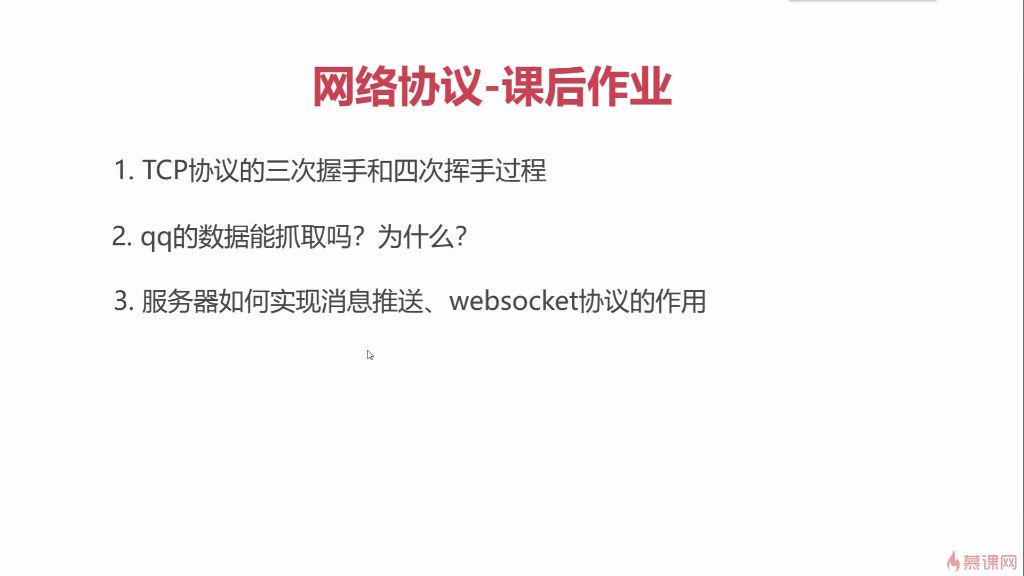 网络协议-课后作业
1. TCP协议的三次握手和四次挥手过程
2. qq的数据能抓取吗？为什么？
3. 服务器如何实现消息推送、websocket协议的作用
慕课网